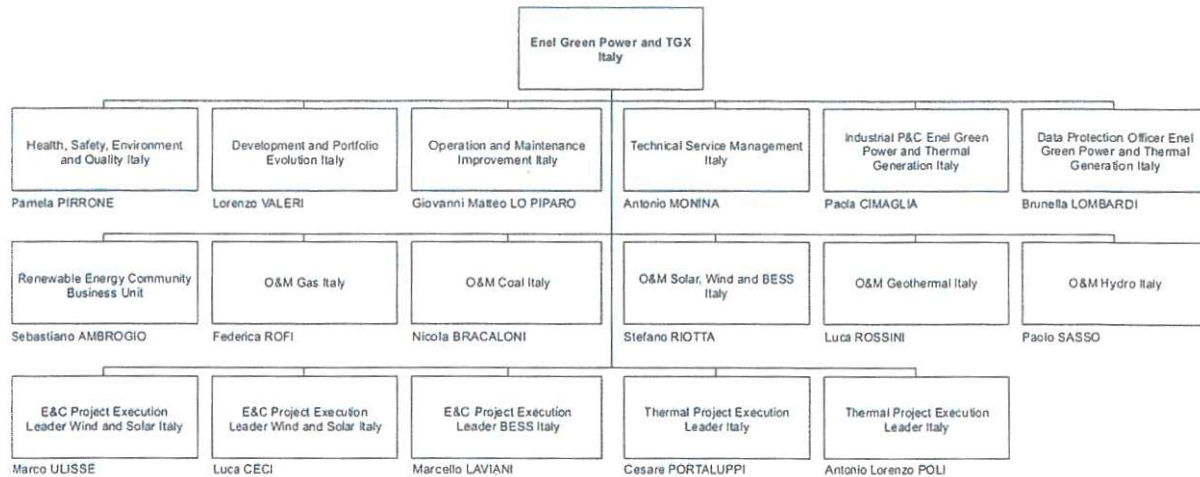 Enel Green Power and TGX
Italy
Health, Safety, Environment
and Quality Italy
Pamela PIRRONE
Development and Portfolio
Evolution Italy
Lorenzo VALERI
Operation and Maintenance
Improvement Italy
Giovanni Matteo LO PIPARO
Technical Service Management
Italy
Antonio MONINA
Industrial P&C Enel Green
Power and Thermal
Generation Italy
Paola CIMAGLIA
Data Protection Officer Enel
Green Power and Thermal
Generation Italy
Brunella LOMBARDI
Renewable Energy Community
Business Unit
Sebastiano AMBROGIO
O&M Gas Italy
Federica ROFI
O&M Coal Italy
Nicola BRACALONI
O&M Solar, Wind and BESS
Italy
Stefano RIOTTA
O&M Geothermal Italy
Luca ROSSINI
O&M Hydro Italy
Paolo SASSO
E&C Project Execution
Leader Wind and Solar Italy
Marco ULISSE
E&C Project Execution
Leader Wind and Solar Italy
Luca CECI
E&C Project Execution
Leader BESS Italy
Marcello LAVIANI
Thermal Project Execution
Leader Italy
Cesare PORTALUPPI
Thermal Project Execution
Leader Italy
Antonio Lorenzo POLI